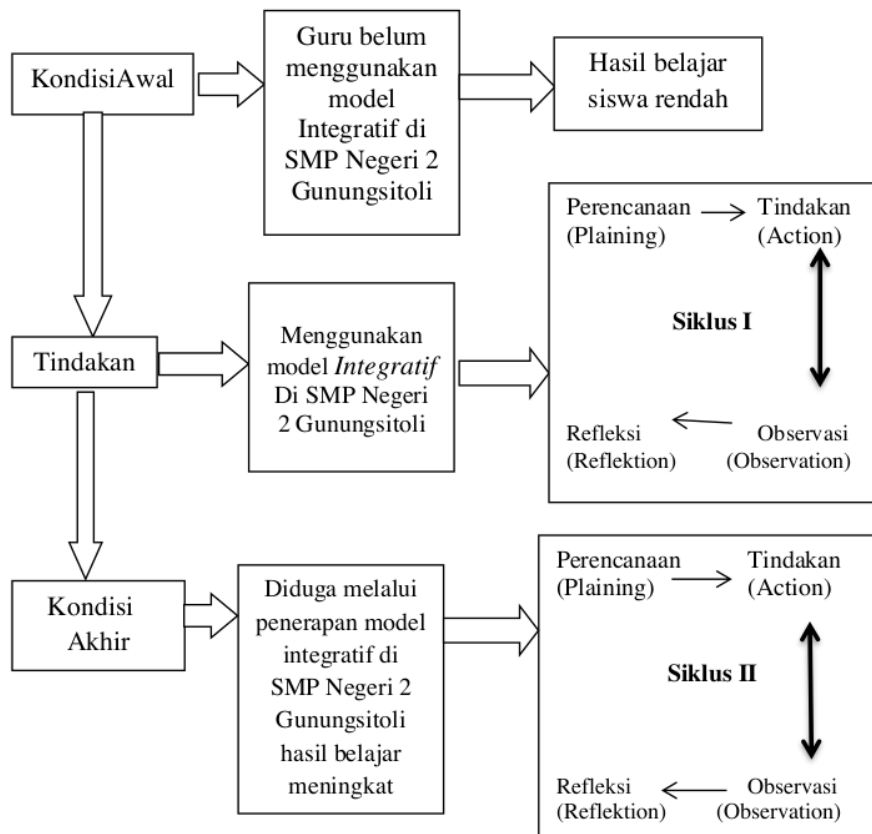 KondisiAwal
Guru belum
menggunakan
model
Integratif di
SMP Negeri 2
Gunungsitoli
Hasil belajar
siswa rendah
Tindakan
Menggunakan
model Integratif
Di SMP Negeri
2 Gunungsitoli
Perencanaan
(Plaining)
Tindakan
(Action)
Siklus I
Refleksi
(Reflektion)
Observasi
(Observation)
Kondisi
Akhir
Diduga melalui
penerapan model
integratif di
SMP Negeri 2
Gunungsitoli
hasil belajar
meningkat
Perencanaan
(Plaining)
Tindakan
(Action)
Siklus II
Refleksi
(Reflektion)
Observasi
(Observation)